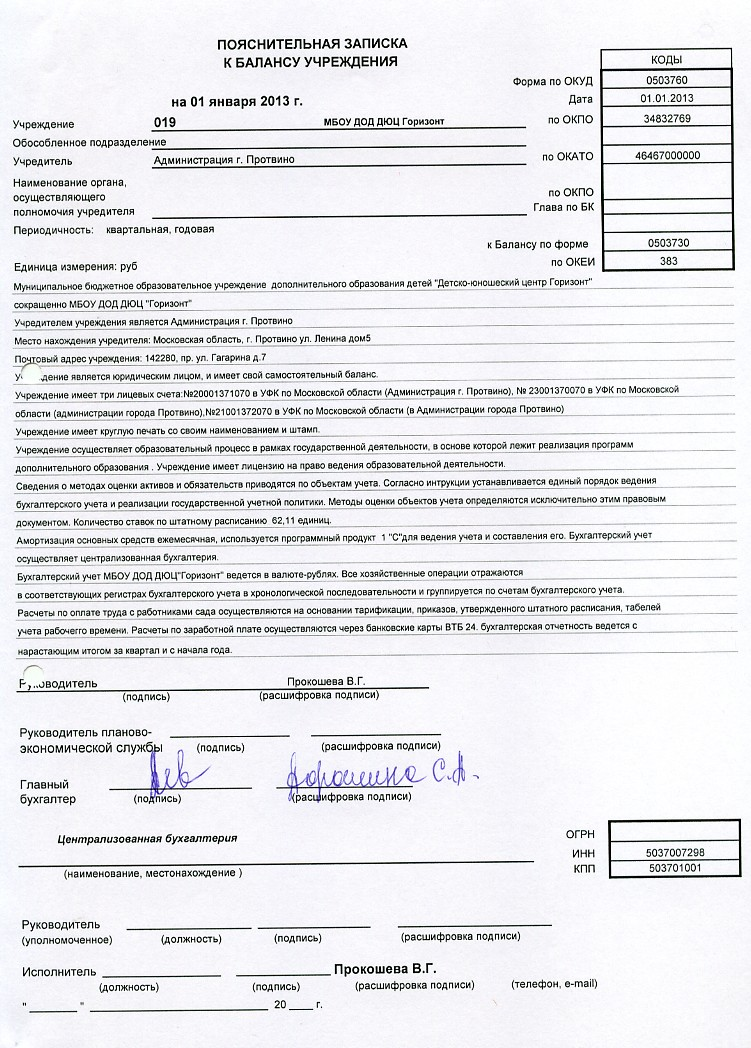 ПОЯСНИТЕЛЬНАЯ ЗАПИСКА
К БАЛАНСУ УЧРЕЖДЕНИЯ
КОДЫ
Форма по ОКУД 0503760
на 01 января 2013 г. Дата 01.01.2013
Учреждение 019 МБОУ ДОД ДЮЦ Горизонт по ОКПО 34832769
Обособленное подразделение
Учредитель Администрация г. Протвино по ОКАТО 46467000000
Наименование органа,
осуществляющего по ОКПО
полномочия учредителя Глава по БК
Периодичность: квартальная, годовая
к Балансу по форме 0503730
Единица измерения: руб по ОКЕИ 383
Муниципальное бюджетное образовательное учреждение дополнительного образования детей "Детско-юношеский центр Горизонт"
сокращенно МБОУ ДОД ДЮЦ "Горизонт"
Учредителем учреждения является Администрация г. Протвино
Место нахождения учредителя: Московская область, г. Протвино ул. Ленина дом5
Почтовый адрес учреждения: 142280, пр. ул. Гагарина д.7
У дение является юридическим лицом, и имеет свой самостоятельный баланс.
Учреждение имеет три лицевых счета:№20001371070 в УФК по Московской области (Администрация г. Протвино), № 23001370070 в УФК по Московской
области (администрации города Протвино),№21001372070 в УФК по Московской области (в Администрации города Протвино)
Учреждение имеет круглую печать со своим наименованием и штамп.
Учреждение осуществляет образовательный процесс в рамках государственной деятельности, в основе которой лежит реализация программ
дополнительного образования . Учреждение имеет лицензию на право ведения образовательной деятельности.
Сведения о методах оценки активов и обязательств приводятся по объектам учета. Согласно интрукции устанавливается единый порядок ведения
бухгалтерского учета и реализации государственной учетной политики. Методы оценки объектов учета определяются исключительно этим правовым
документом. Количество ставок по штатному расписанию 62,11 единиц.
Амортизация основных средств ежемесячная, используется программный продукт 1 "С"для ведения учета и составления его. Бухгалтерский учет
осуществляет централизованная бухгалтерия.
Бухгалтерский учет МБОУ ДОД ДЮЦ"Горизонт" ведется в валюте-рублях. Все хозяйственные операции отражаются
в соответствующих регистрах бухгалтерского учета в хронологической последовательности и группируется по счетам бухгалтерского учета.
Расчеты по оплате труда с работниками сада осуществляются на основании тарификации, приказов, утвержденного штатного расписания, табелей
учета рабочего времени. Расчеты по заработной плате осуществляются через банковские карты ВТБ 24. бухгалтерская отчетность ведется с
нарастающим итогом за квартал и с начала года.
Руководитель Прокошева В.Г.
(подпись) (расшифровка подписи)
Руководитель планово-
экономической службы (подпись) (расшифровка подписи)
Главный
бухгалтер (подпись) (расшифровка подписи)
С.А.
Централизованная бухгалтерия
ОГРН
ИНН 5037007298
(наименование, местонахождение ) КПП 503701001
Руководитель
(уполномоченное) (должность) (подпись) (расшифровка подписи)
Исполнитель Прокошева В.Г.
(должность) (подпись) (расшифровка подписи) (телефон, e-mail)
" ______ " ______ 20 ___ г.